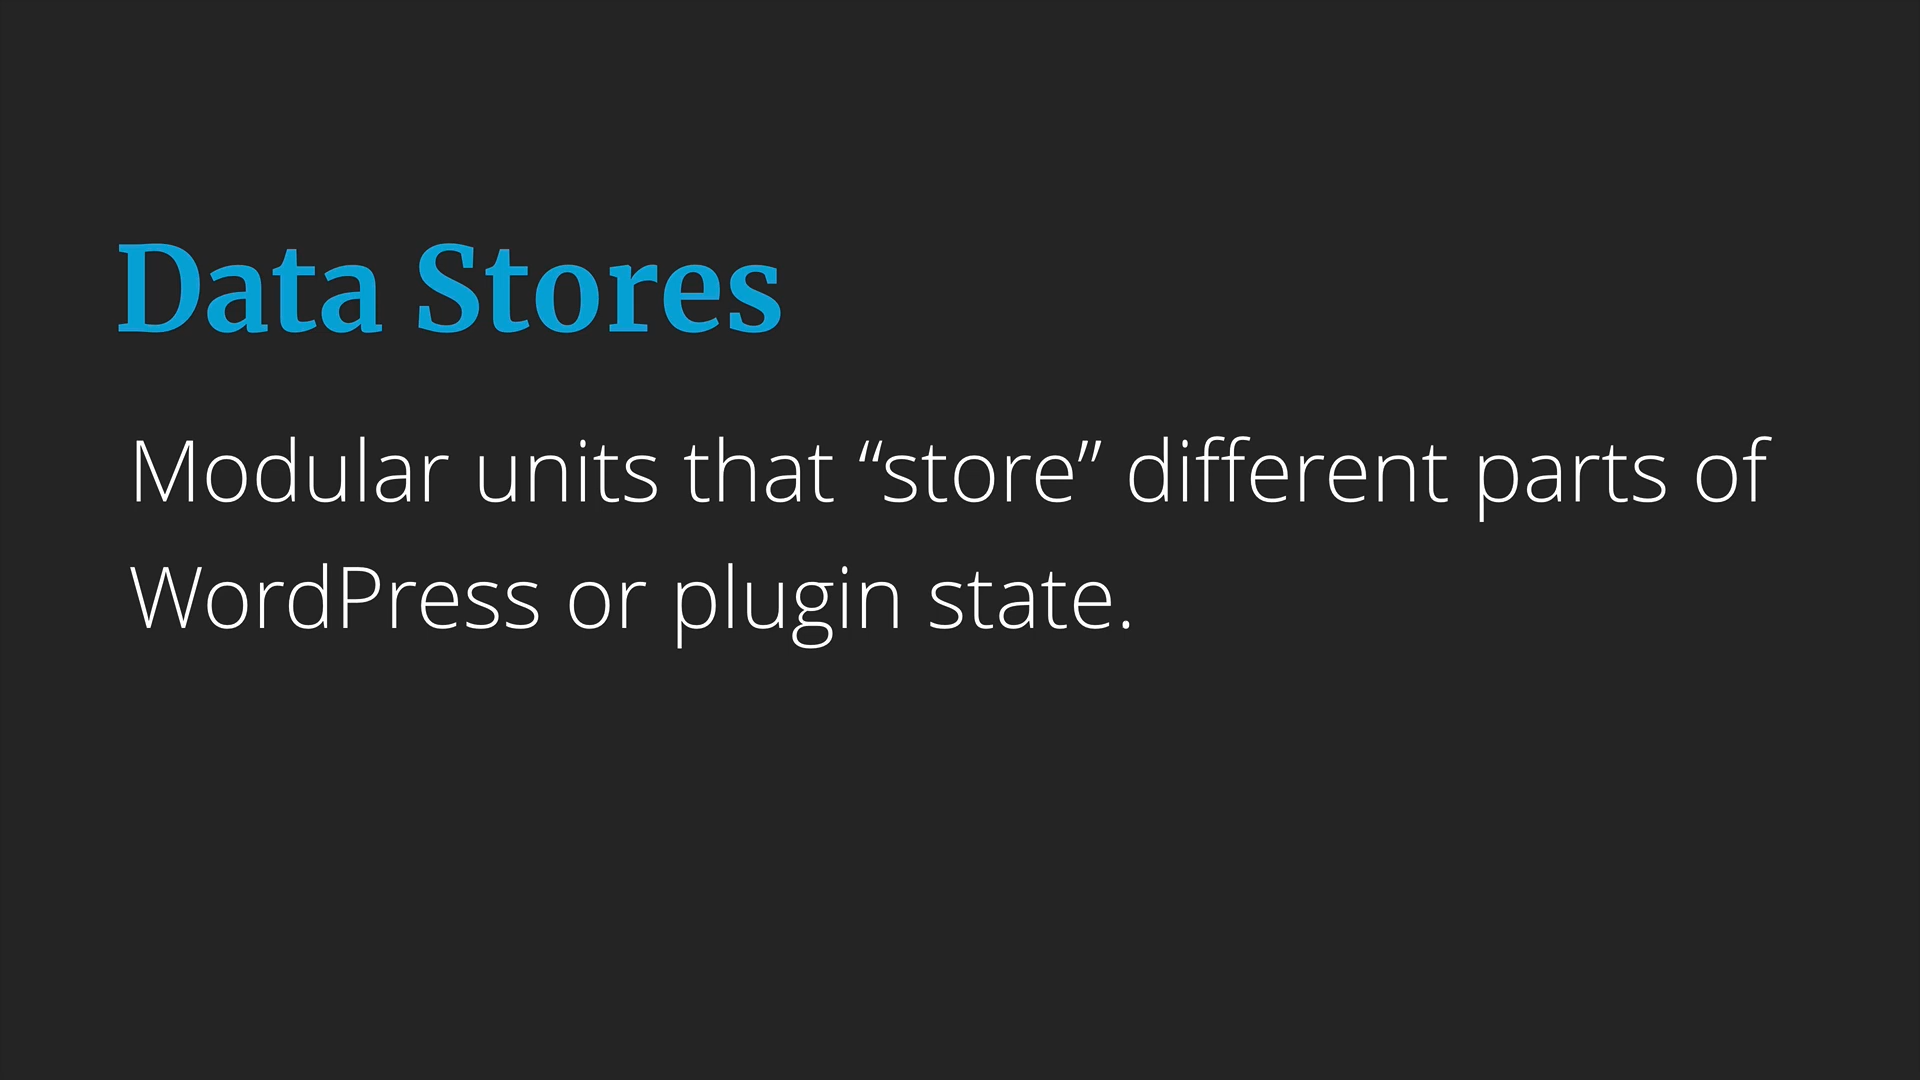 Data Stores
Modular units that “store” different parts of
WordPress or plugin state.